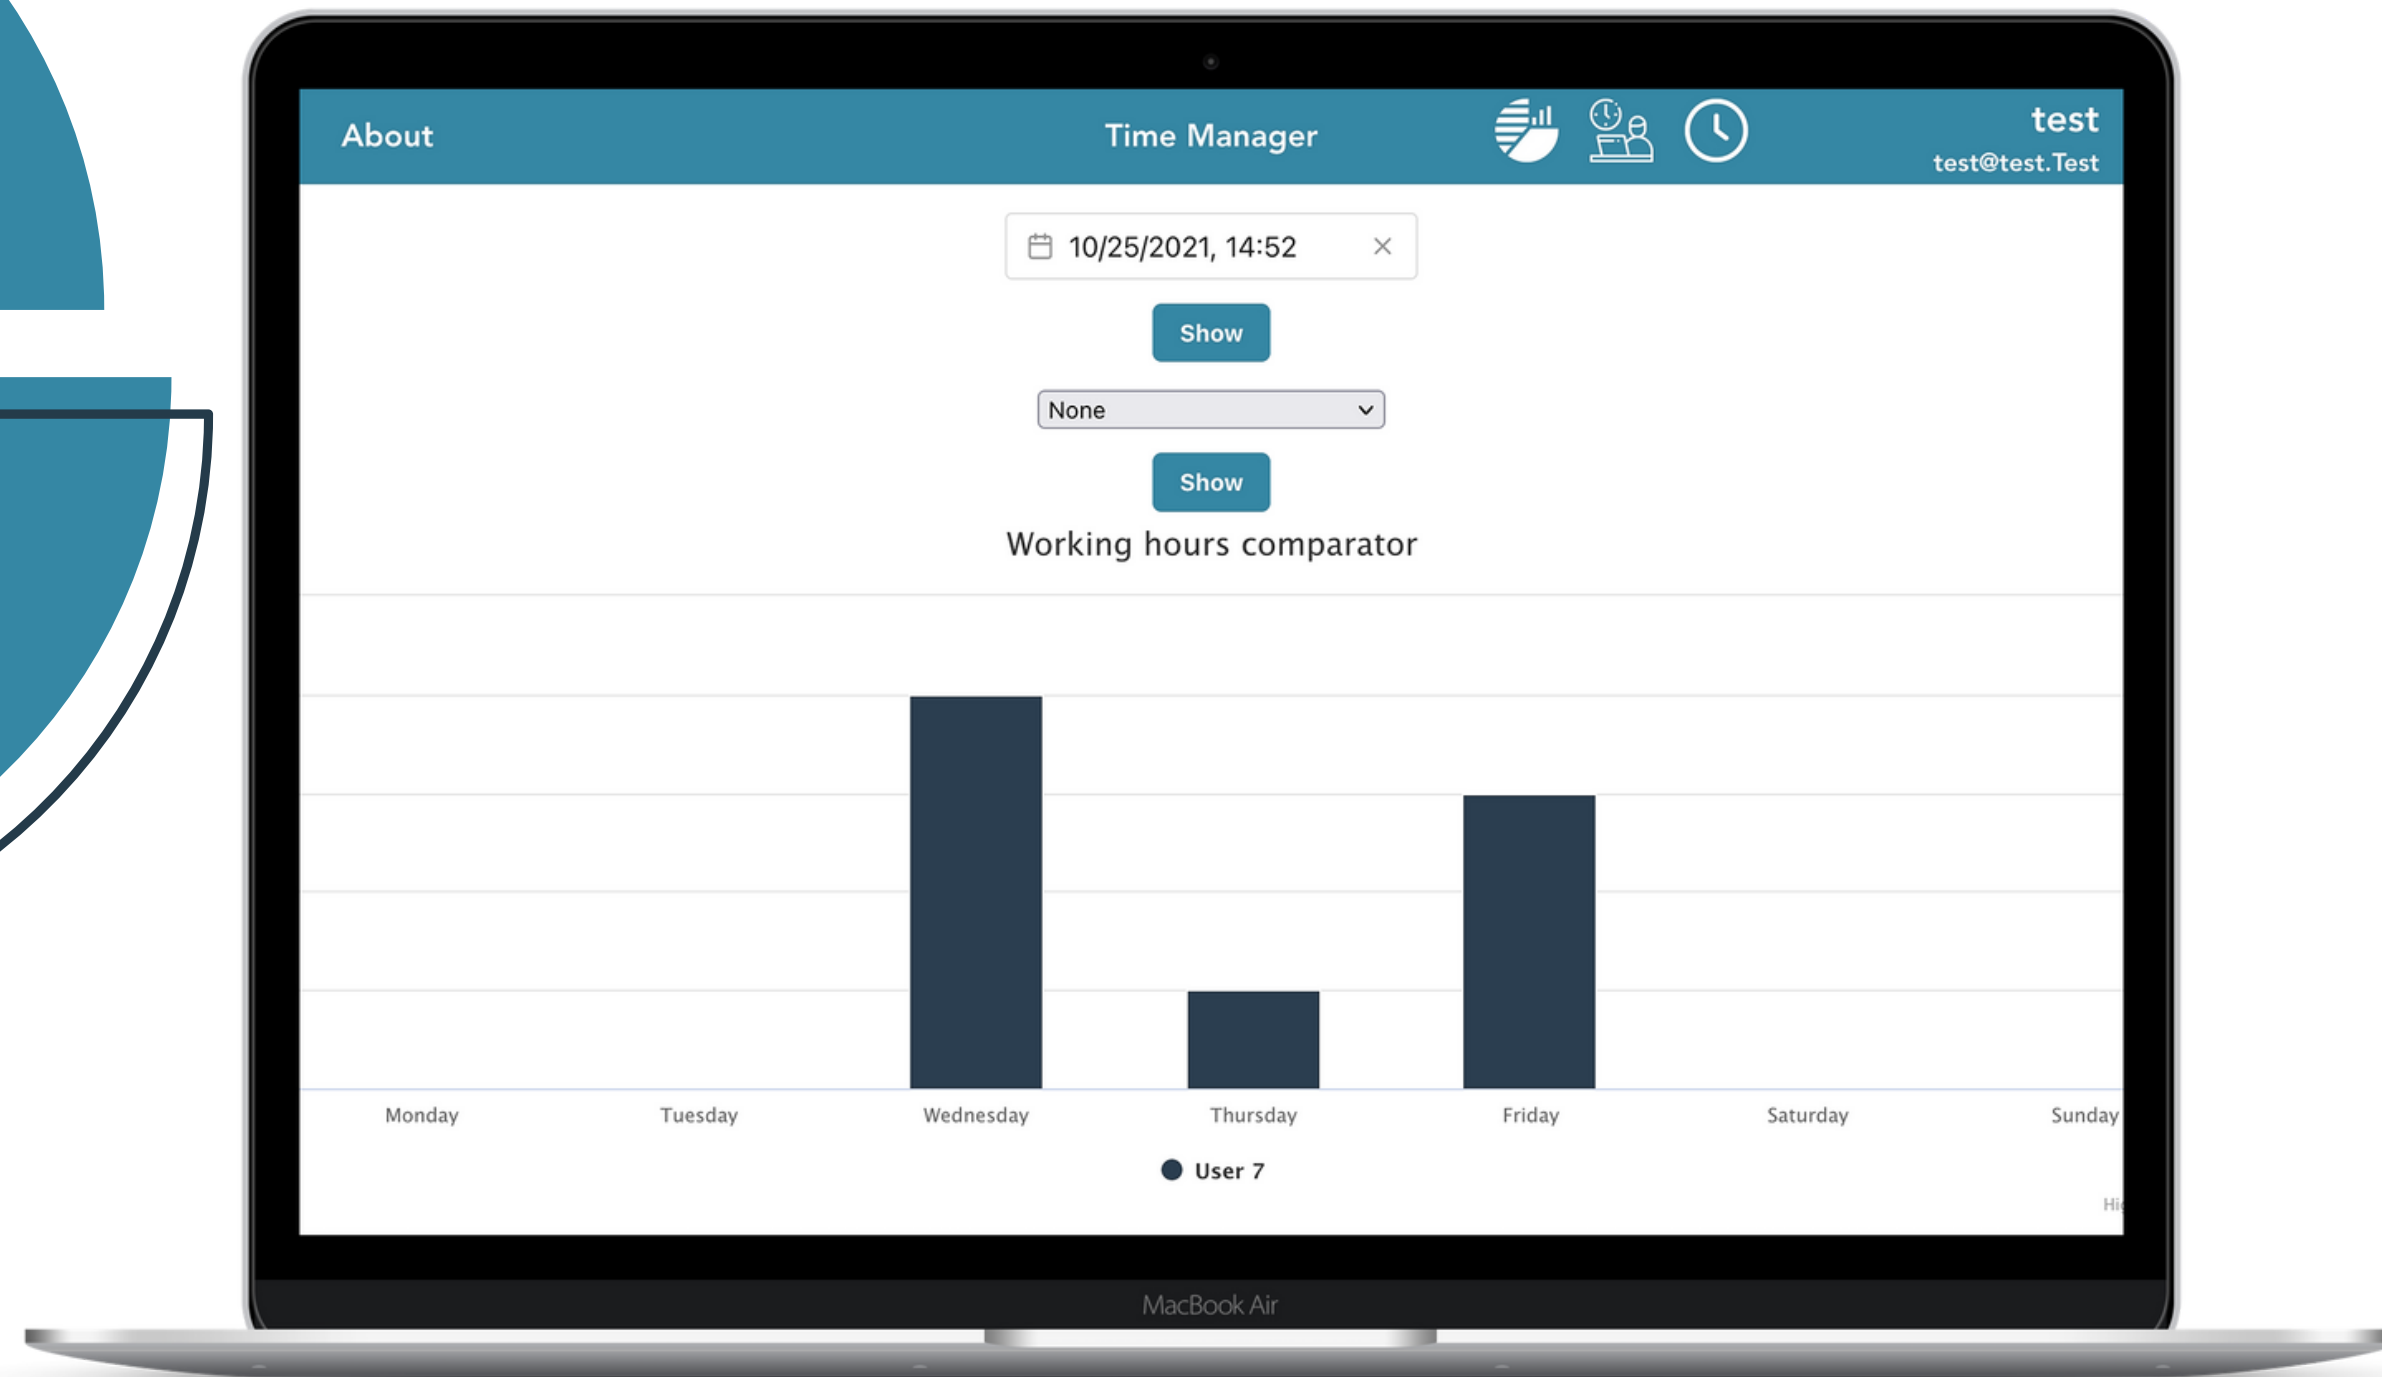 About
Time Manager
test
test@test.Test
10/25/2021, 14:52
Show
None
Show
Working hours comparator
Monday
Tuesday
Wednesday
Thursday
Friday
Saturday
Sunday
User 7
MacBook Air